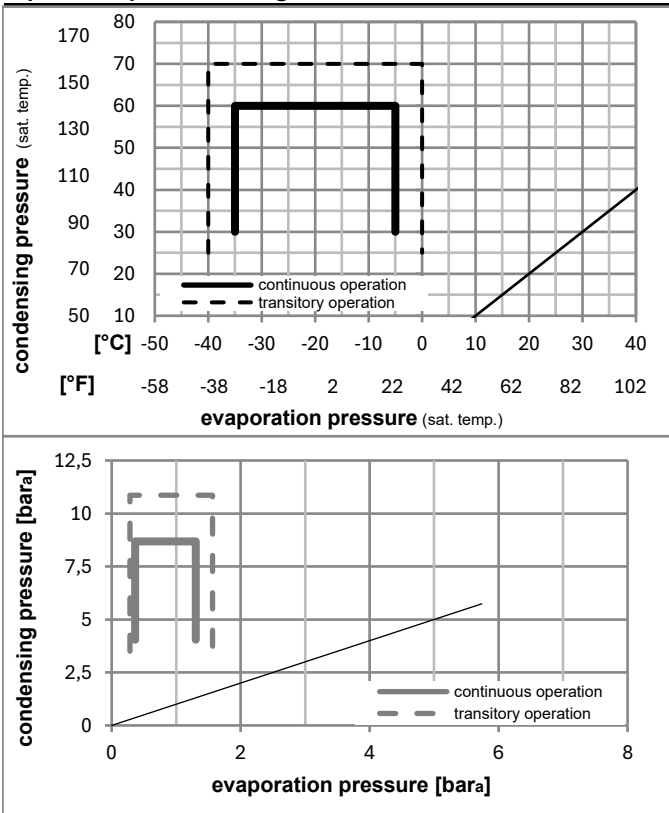 80
170
70
150
60
130
50
110
40
90
30
70
20
50
10
condensing pressure (sat. temp.)
continuous operation
transitory operation
[°C] -50 -40 -30 -20 -10 0 10 20 30 40
[°F] -58 -38 -18 2 22 42 62 82 102
evaporation pressure (sat. temp.)
12,5
10
7,5
5
2,5
0
condensing pressure [bara]
continuous operation
transitory operation
0 2 4 6 8
evaporation pressure [bara]